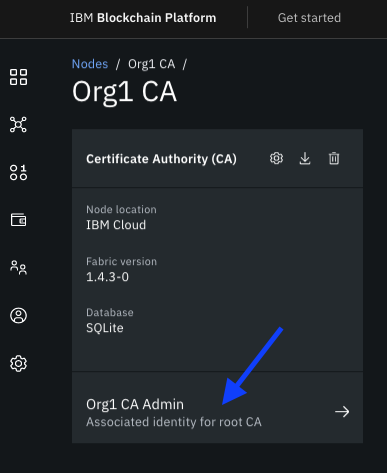 IBM Blockchain Platform
Get started
Nodes / Org1 CA /
Org1 CA
Certificate Authority (CA)
Node location
IBM Cloud
Fabric version
1.4.3-0
Database
SQLite
Org1 CA Admin
Associated identity for root CA